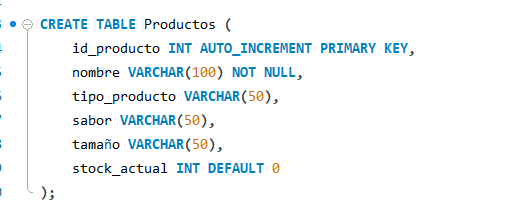 CREATE TABLE Productos (
id_producto INT AUTO_INCREMENT PRIMARY KEY,
nombre VARCHAR(100) NOT NULL,
tipo_producto VARCHAR(50),
sabor VARCHAR(50),
tamaño VARCHAR(50),
stock_actual INT DEFAULT 0
);